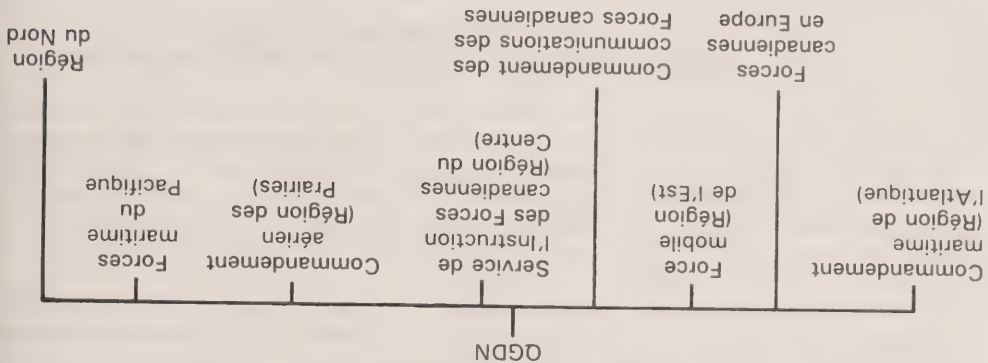 QGDN
Commandement
maritime
(Région de
l'Atlantique)
Forces
canadiennes
en Europe
Force
mobile
(Région
de l'Est)
Commandement des
communications des
Forces canadiennes
Service de
l'Instruction
des Forces
canadiennes
(Région du
Centre)
Commandement
aérien
(Région des
Prairies)
Forces
maritime
du
Pacifique
Région
du Nord